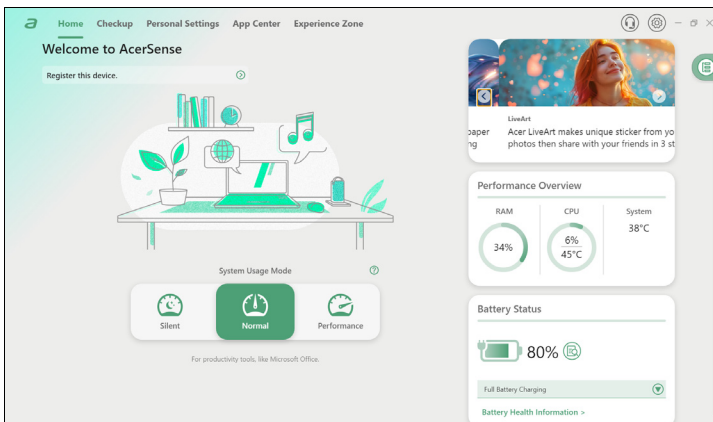 Home Checkup Personal Settings App Center Experience Zone
Welcome to AcerSense
Register this device.
System Usage Mode
Silent
Normal
Performance
For productivity tools, like Microsoft Office.
LiveArt
paper Acer LiveArt makes unique sticker from yo
ng photos then share with your friends in 3 st
Performance Overview
RAM CPU System
34%
6%
45°C
38°C
Battery Status
80%
Full Battery Charging
Battery Health Information >